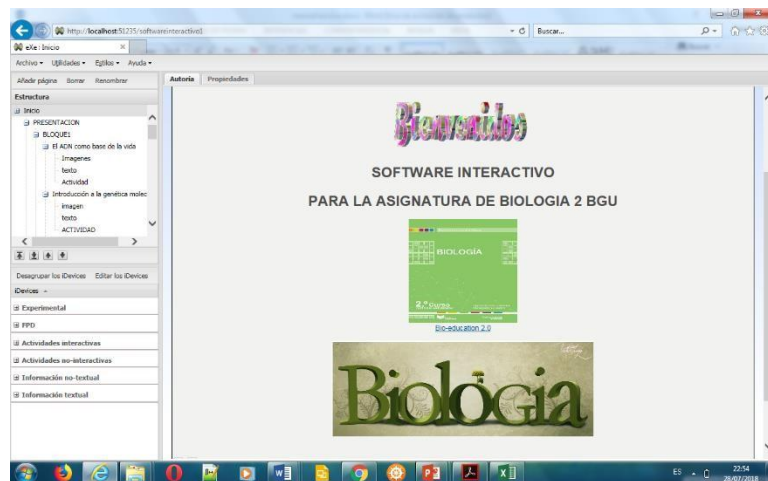 http://localhost:51235/softwareinteractivo1
Buscar...
eXe : Inicio
Archivo Utilidades Estilos Ayuda
Añade página Borrar Renombrar
Autoría Propiedades
Estructura
Inicio
PRESENTACION
BLOQUE1
El ADN como base de la vida
Imagenes
texto
Actividad
Introducción a la genética molec
imagen
texto
ACTIVIDAD
Desagrupar los iDevices Editar los iDevices
iDevices
Experimental
FPD
Actividades interactivas
Actividades no-interactivas
Información no-textual
Información textual
Bienvenidos
SOFTWARE INTERACTIVO
PARA LA ASIGNATURA DE BIOLOGIA 2 BGU
BIOLOGÍA
2.º Curso
Bio-education 2.0
Biología
ES
22:54
26/07/2018